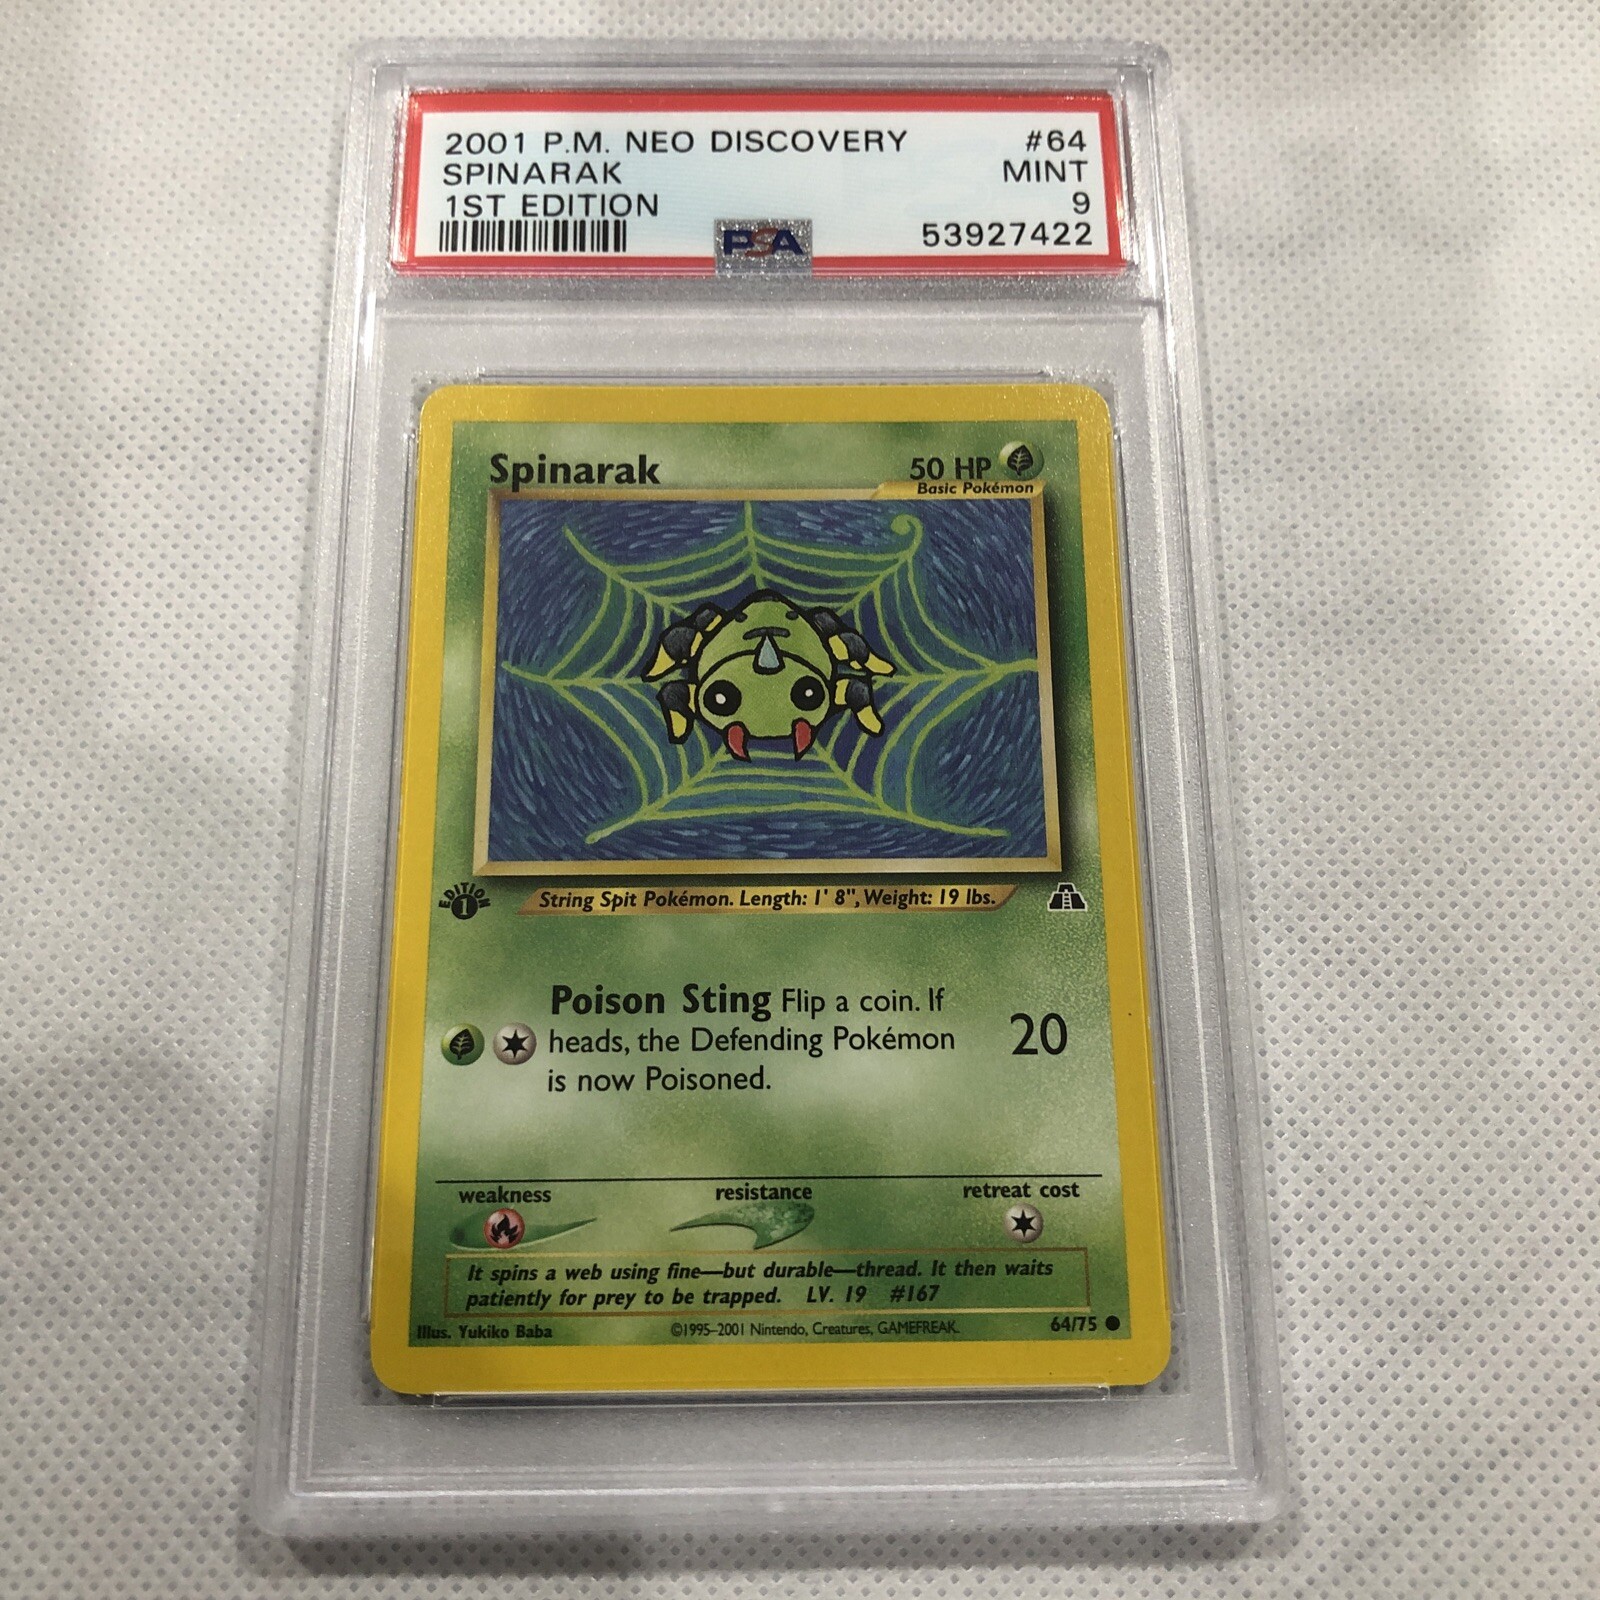 2001 P.M. NEO DISCOVERY #64
SPINARAK MINT
1ST EDITION 9
PSA 53927422
Spinarak 50 HP
Basic Pokémon
EDITION 1
String Spit Pokémon. Length: 1' 8", Weight: 19 lbs.
Poison Sting Flip a coin. If
heads, the Defending Pokémon 20
is now Poisoned.
weakness resistance retreat cost
It spins a web using fine—but durable—thread. It then waits
patiently for prey to be trapped. LV. 19 #167
Illus. Yukiko Baba ©1995–2001 Nintendo, Creatures, GAMEFREAK. 64/75 ●